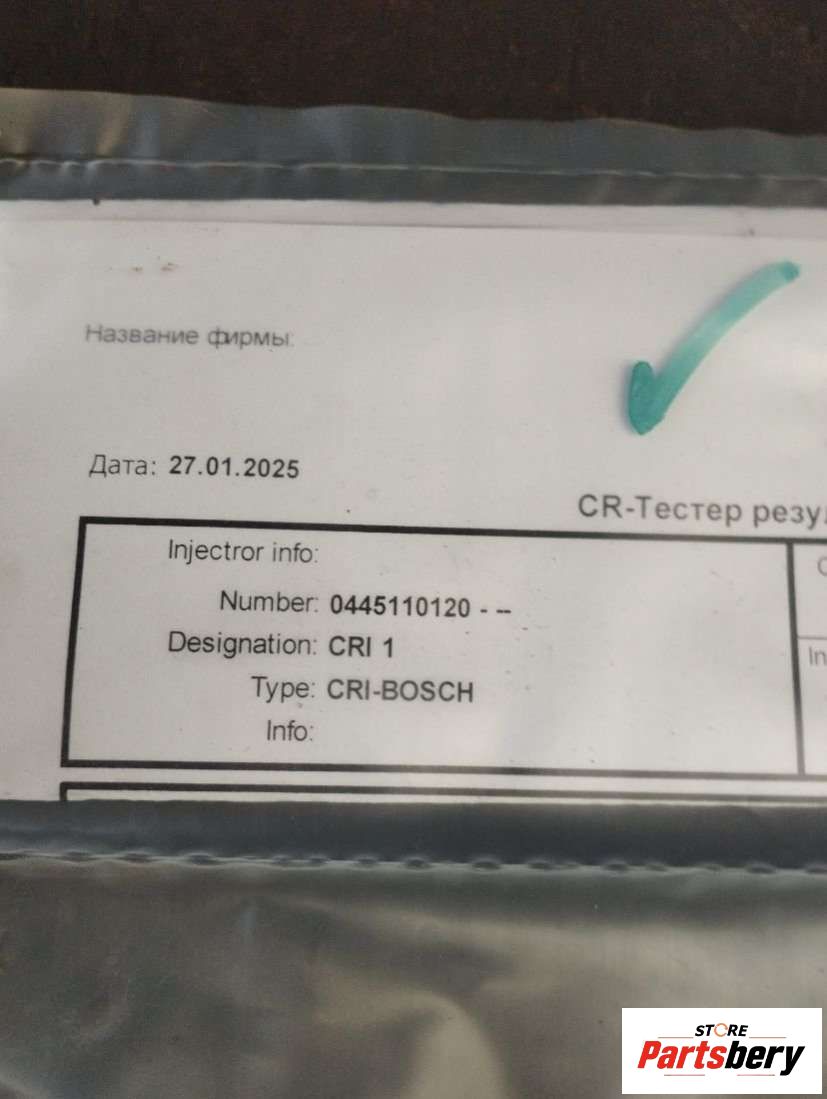 Название фирмы:
Дата: 27.01.2025
CR-Тестер
Injectror info:
Number: 0445110120 - --
Designation: CRI 1
Type: CRI-BOSCH
Info:
In
STORE
Partsbery